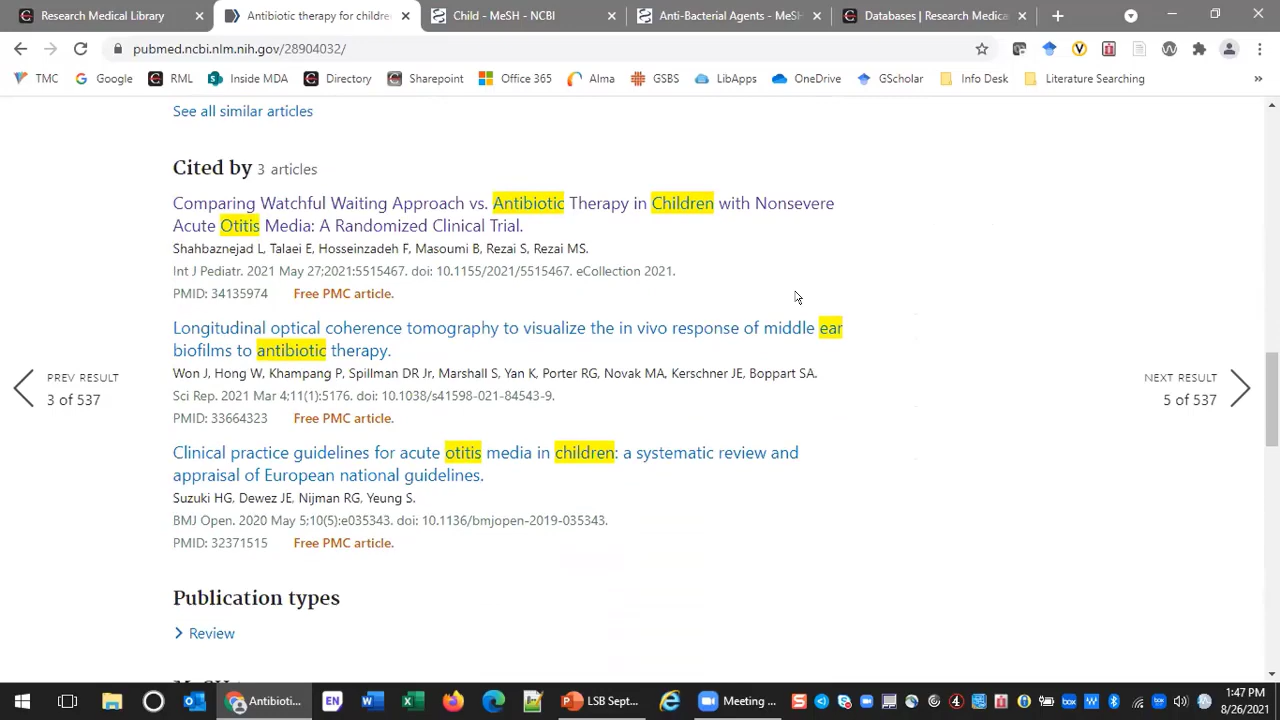 Research Medical Library
Antibiotic therapy for childre
Child - MeSH - NCBI
Anti-Bacterial Agents - MeSH
Databases | Research Medica
pubmed.ncbi.nlm.nih.gov/28904032/
TMC
Google
RML
Inside MDA
Directory
Sharepoint
Office 365
Alma
GSBS
LibApps
OneDrive
GScholar
Info Desk
Literature Searching
See all similar articles
Cited by 3 articles
Comparing Watchful Waiting Approach vs. Antibiotic Therapy in Children with Nonsevere
Acute Otitis Media: A Randomized Clinical Trial.
Shahbaznejad L, Talaei E, Hosseinzadeh F, Masoumi B, Rezai S, Rezai MS.
Int J Pediatr. 2021 May 27;2021:5515467. doi: 10.1155/2021/5515467. eCollection 2021.
PMID: 34135974 Free PMC article.
Longitudinal optical coherence tomography to visualize the in vivo response of middle ear
biofilms to antibiotic therapy.
Won J, Hong W, Khampang P, Spillman DR Jr, Marshall S, Yan K, Porter RG, Novak MA, Kerschner JE, Boppart SA.
Sci Rep. 2021 Mar 4;11(1):5176. doi: 10.1038/s41598-021-84543-9.
PMID: 33664323 Free PMC article.
Clinical practice guidelines for acute otitis media in children: a systematic review and
appraisal of European national guidelines.
Suzuki HG, Dewez JE, Nijman RG, Yeung S.
BMJ Open. 2020 May 5;10(5):e035343. doi: 10.1136/bmjopen-2019-035343.
PMID: 32371515 Free PMC article.
PREV RESULT
3 of 537
NEXT RESULT
5 of 537
Publication types
Review
Antibioti...
EN
LSB Sept...
Meeting ...
1:47 PM
8/26/2021